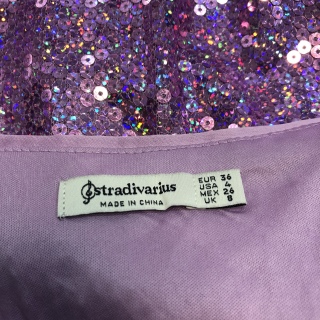 stradivarius
MADE IN CHINA
EUR 36
USA 4
MEX 26
UK 8